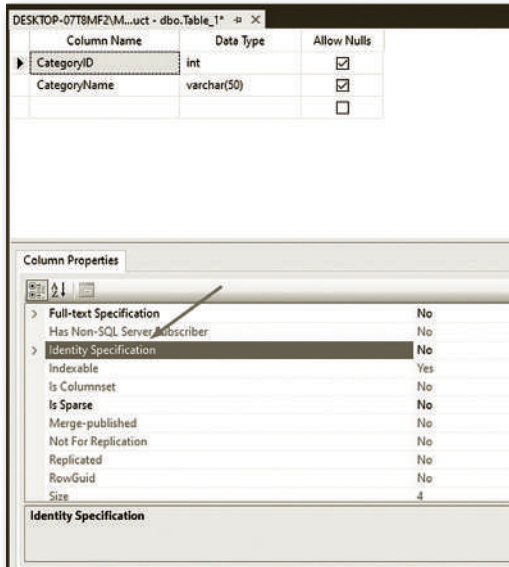 DESKTOP-07T8MF2\M...uct - dbo.Table_1*
Column Name Data Type Allow Nulls
CategoryID int
CategoryName varchar(50)
Column Properties
Full-text Specification No
Has Non-SQL Server Subscriber No
Identity Specification No
Indexable Yes
Is Columnset No
Is Sparse No
Merge-published No
Not For Replication No
Replicated No
RowGuid No
Size 4
Identity Specification